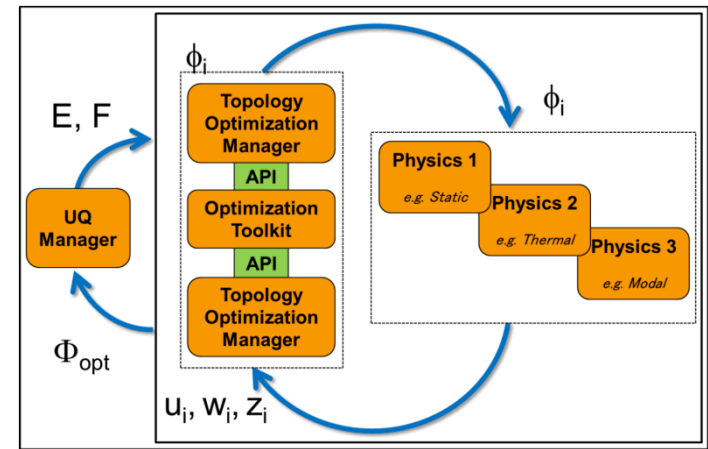 E, F
UQ
Manager
Φopt
ϕi
Topology
Optimization
Manager
API
Optimization
Toolkit
API
Topology
Optimization
Manager
ui, wi, zi
ϕi
Physics 1
e.g. Static
Physics 2
e.g. Thermal
Physics 3
e.g. Modal